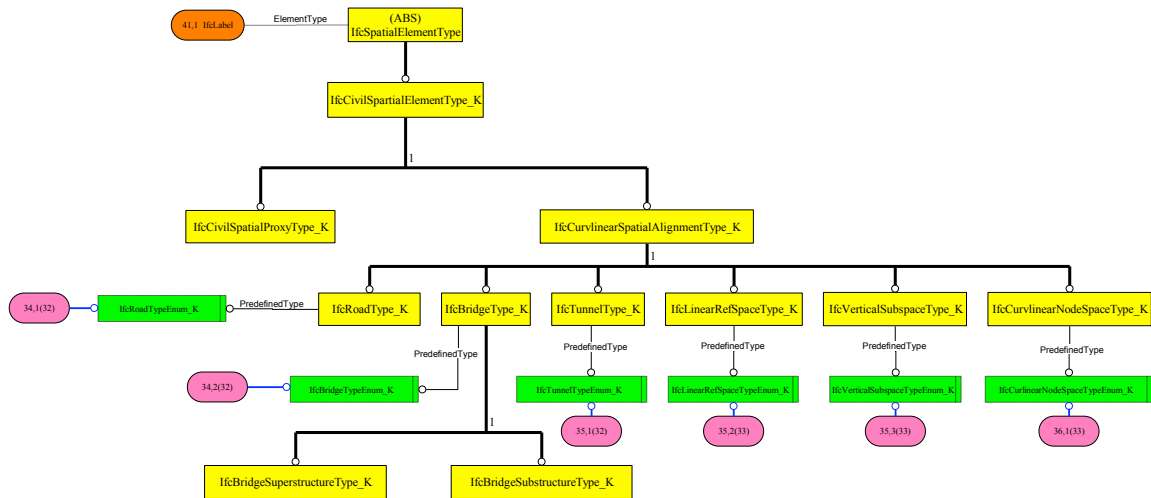 41,1 IfcLabel
ElementType
(ABS)
IfcSpatialElementType
IfcCivilSpartialElementType_K
1
IfcCivilSpatialProxyType_K
IfcCurvlinearSpatialAlignmentType_K
1
34,1(32)
IfcRoadTypeEnum_K
PredefinedType
IfcRoadType_K
IfcBridgeType_K
IfcTunnelType_K
IfcLinearRefSpaceType_K
IfcVerticalSubspaceType_K
IfcCurvlinearNodeSpaceType_K
PredefinedType
PredefinedType
PredefinedType
PredefinedType
PredefinedType
34,2(32)
IfcBridgeTypeEnum_K
IfcTunnelTypeEnum_K
IfcLinearRefSpaceTypeEnum_K
IfcVerticalSubspaceTypeEnum_K
IfcCurlinearNodeSpaceTypeEnum_K
1
35,1(32)
35,2(33)
35,3(33)
36,1(33)
IfcBridgeSuperstructureType_K
IfcBridgeSubstructureType_K